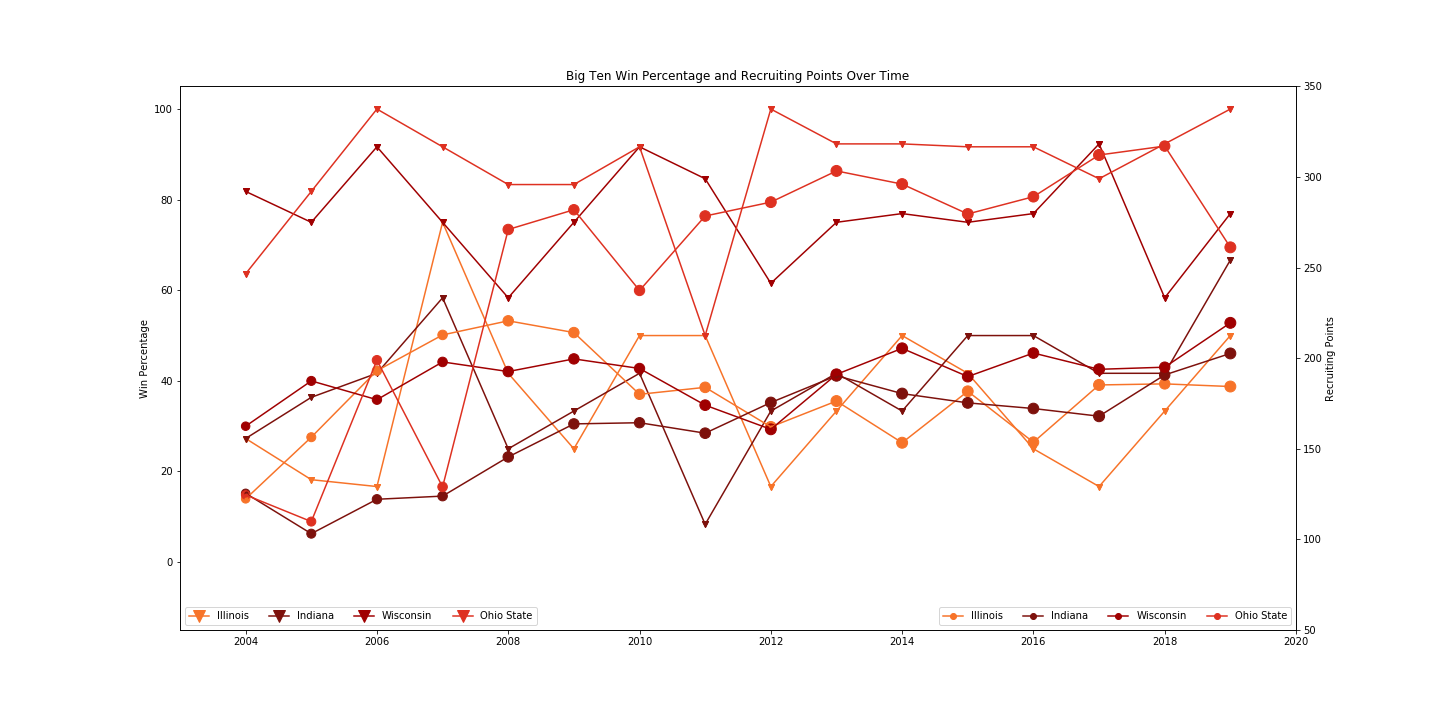 Big Ten Win Percentage and Recruiting Points Over Time
Win Percentage
100
80
60
40
20
0
350
300
250
200
150
100
50
Recruiting Points
Illinois Indiana Wisconsin Ohio State
Illinois Indiana Wisconsin Ohio State
2004 2006 2008 2010 2012 2014 2016 2018 2020